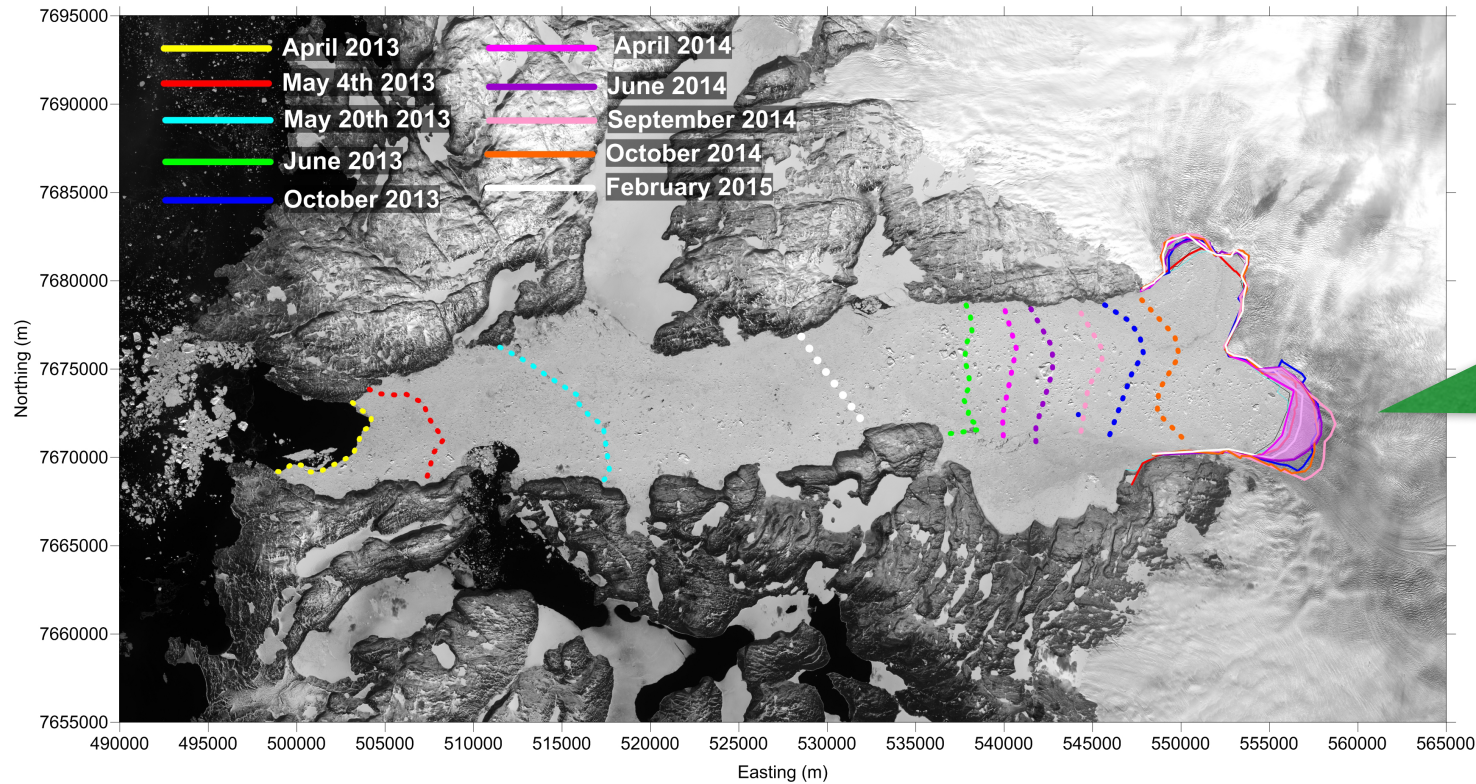 7695000
7690000
7685000
7680000
7675000
7670000
7665000
7660000
7655000
Northing (m)
April 2013
May 4th 2013
May 20th 2013
June 2013
October 2013
April 2014
June 2014
September 2014
October 2014
February 2015
490000 495000 500000 505000 510000 515000 520000 525000 530000 535000 540000 545000 550000 555000 560000 565000
Easting (m)